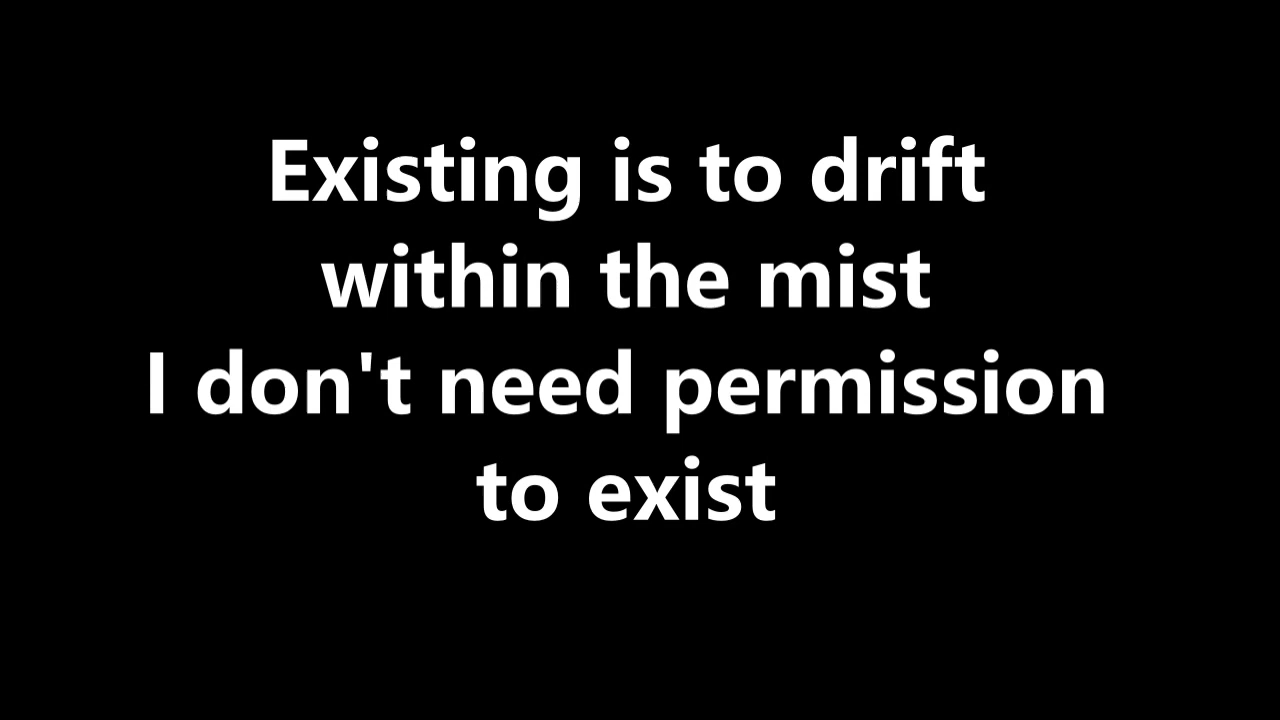 Existing is to drift
within the mist
I don't need permission
to exist